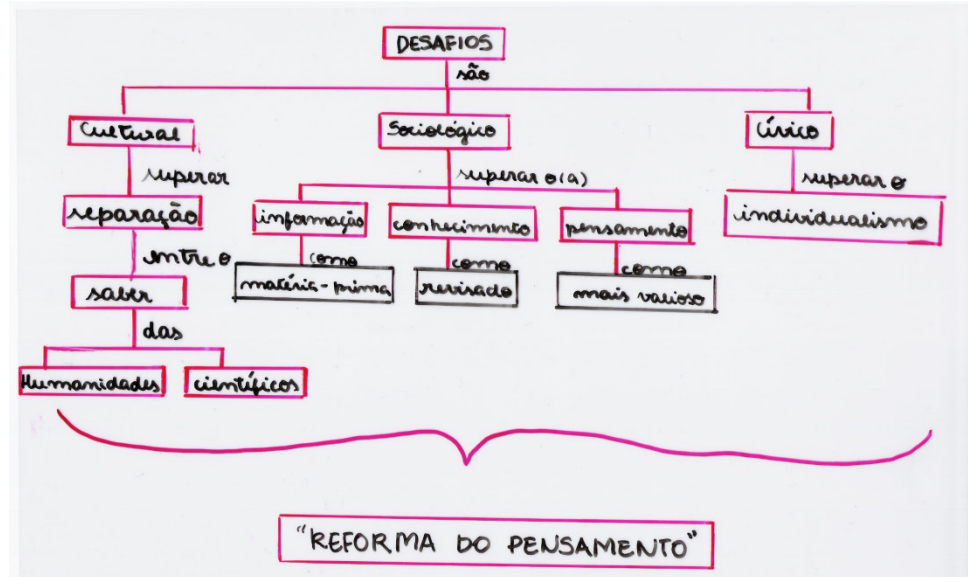 DESAFIOS
são
Cultural
Sociológico
Cívico
superar
superar o(a)
superar o
separação
informação
conhecimento
pensamento
individualismo
entre o
como
como
como
saber
matéria-prima
revisado
mais valioso
das
Humanidades
científicos
"REFORMA DO PENSAMENTO"